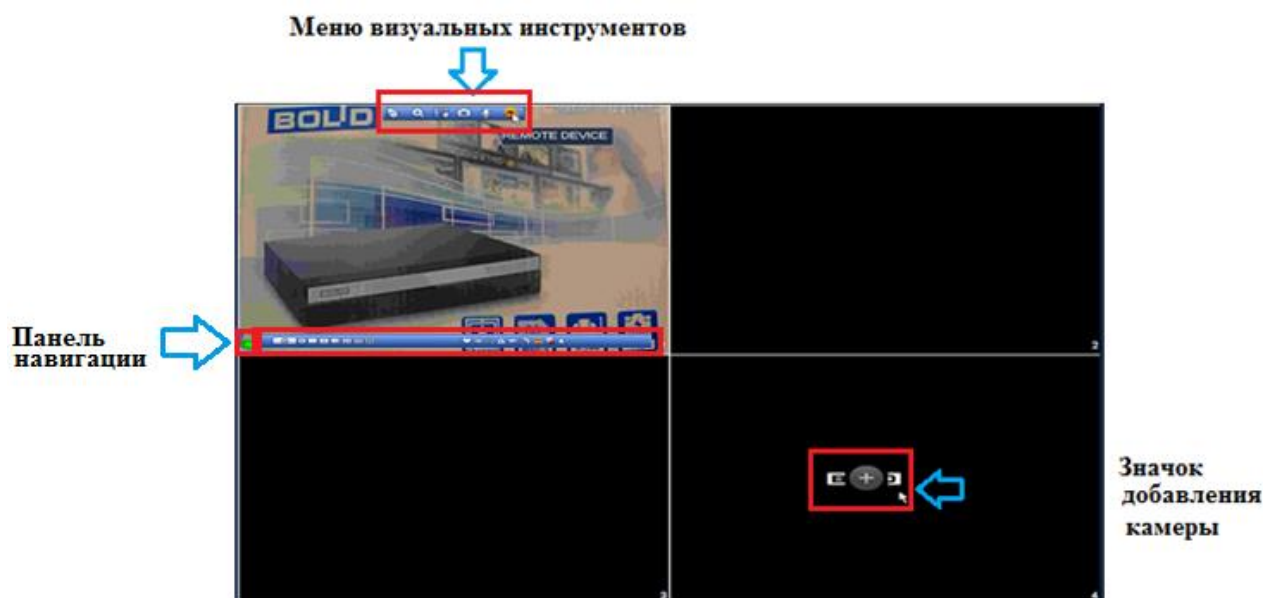 Меню визуальных инструментов
BOLID
REMOTE DEVICE
Панель
навигации
2
Значок
добавления
камеры
3
4